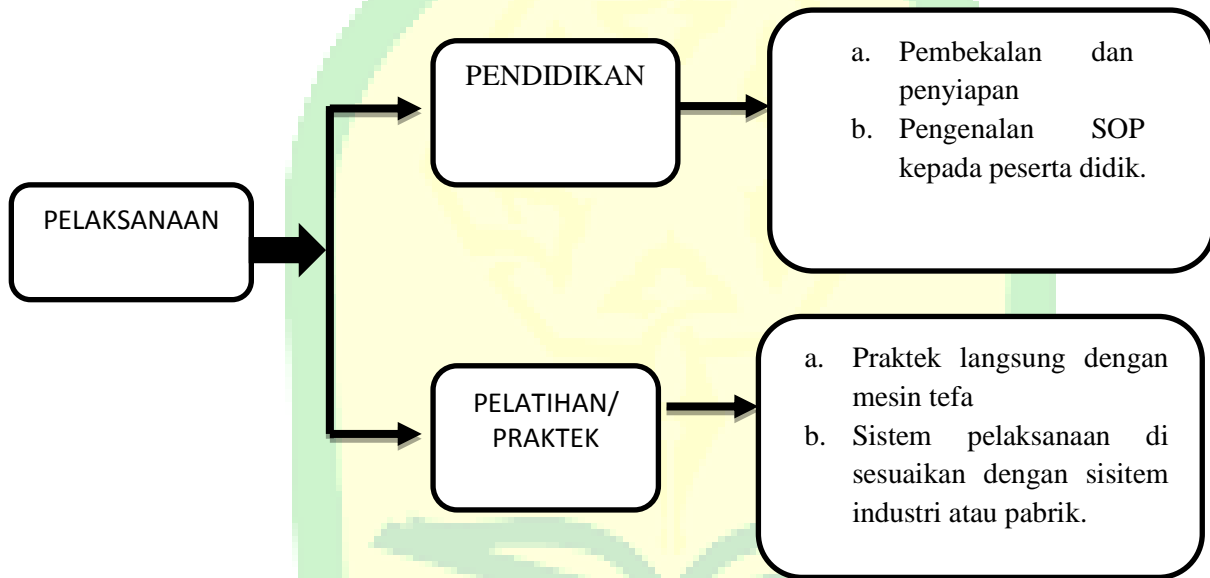 PENDIDIKAN
a. Pembekalan dan
penyiapan
b. Pengenalan SOP
kepada peserta didik.
PELAKSANAAN
PELATIHAN/
PRAKTEK
a. Praktek langsung dengan
mesin tefa
b. Sistem pelaksanaan di
sesuaikan dengan sisitem
industri atau pabrik.